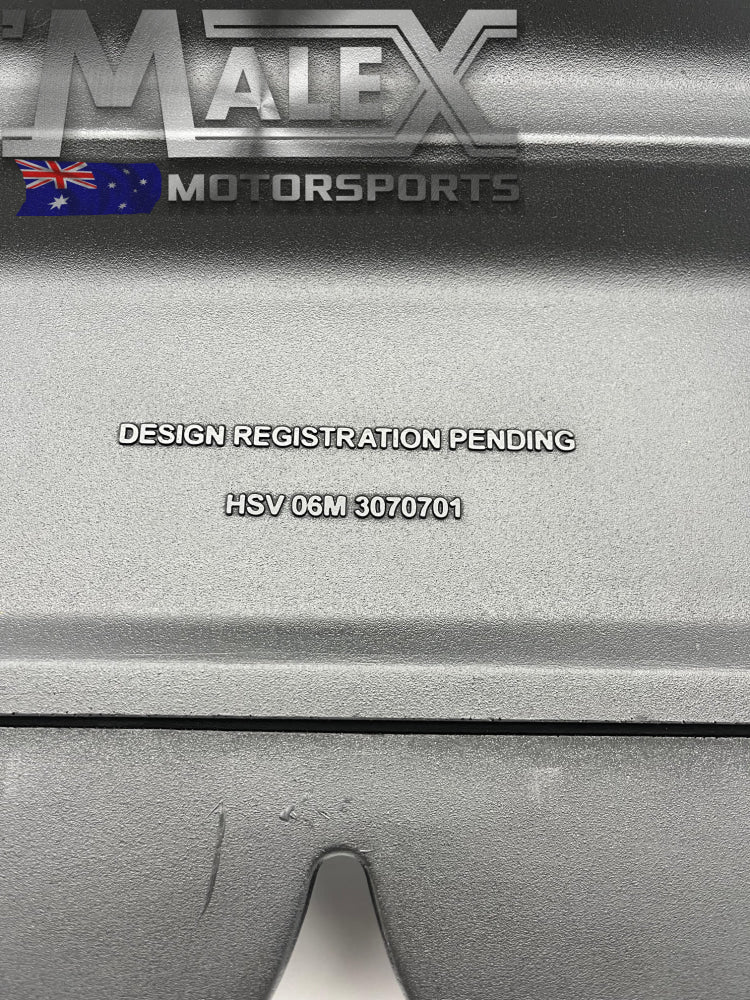 MALEX
MOTORSPORTS
DESIGN REGISTRATION PENDING
HSV 06M 3070701